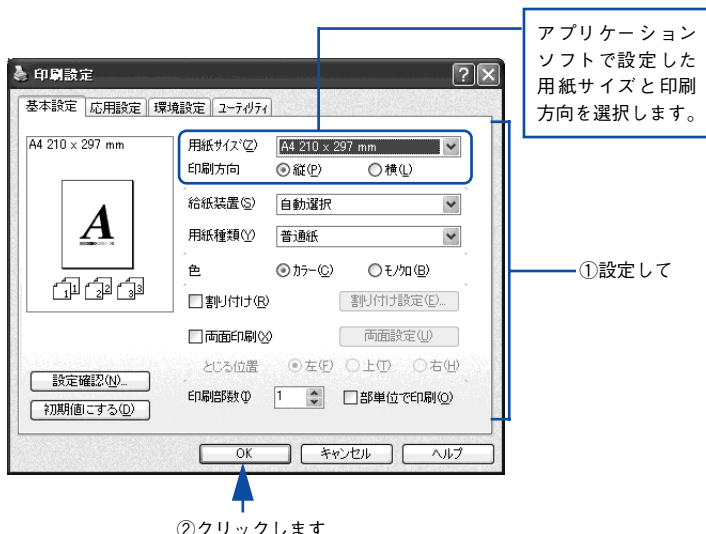 アプリケーション
ソフトで設定した
用紙サイズと印刷
方向を選択します。
印刷設定
基本設定 応用設定 環境設定 ユーティリティ
A4 210 x 297 mm
用紙サイズ(Z) A4 210 x 297 mm
印刷方向 縦(P) 横(L)
給紙装置(S) 自動選択
用紙種類(Y) 普通紙
A
色 カラー(C) モノクロ(B)
1 1 2 2 3 3
割り付け(R) 割り付け設定(E)...
両面印刷(X) 両面設定(U)
とじる位置 左(F) 上(T) 右(H)
設定確認(N)...
印刷部数(I) 1 部単位で印刷(O)
初期値にする(D)
OK キャンセル ヘルプ
①設定して
②クリックします